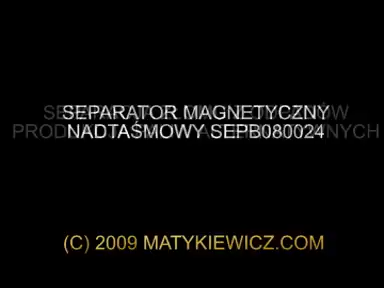 SEPARATOR MAGNETYCZNY
NADTAŚMOWY SEPB080024
(C) 2009 MATYKIEWICZ.COM